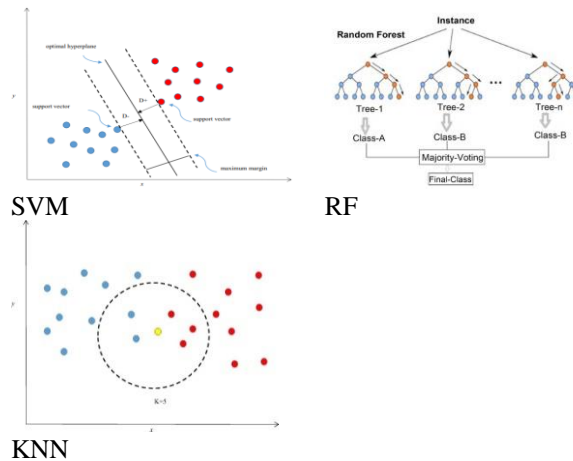 optimal hyperplane
y
support vector
D+
D-
support vector
maximum margin
x
SVM
Instance
Random Forest
...
Tree-1
Tree-2
Tree-n
Class-A
Class-B
Class-B
Majority-Voting
Final-Class
RF
y
K=5
x
KNN